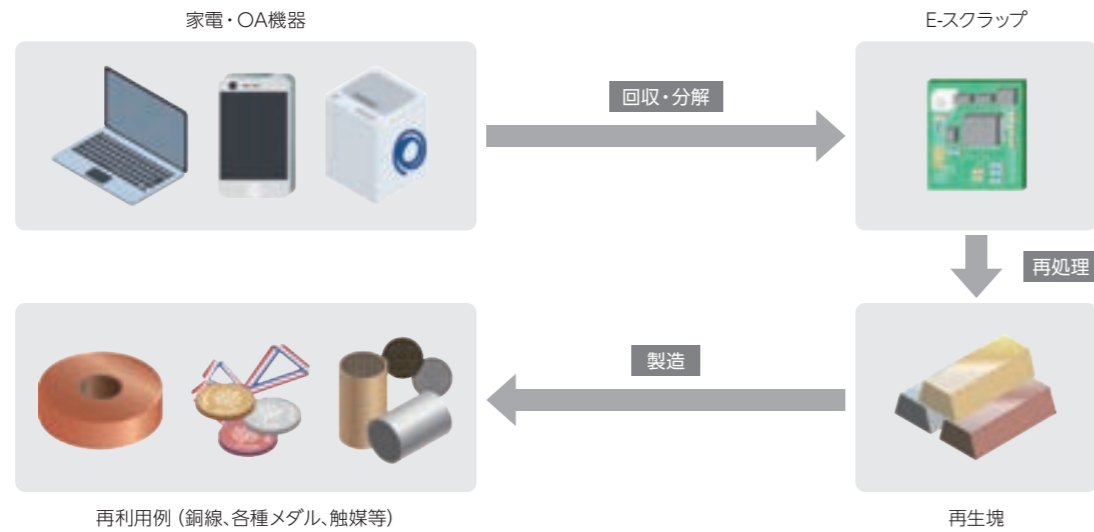 家電・OA機器
E-スクラップ
回収・分解
再処理
製造
再利用例 (銅線、各種メダル、触媒等)
再生塊